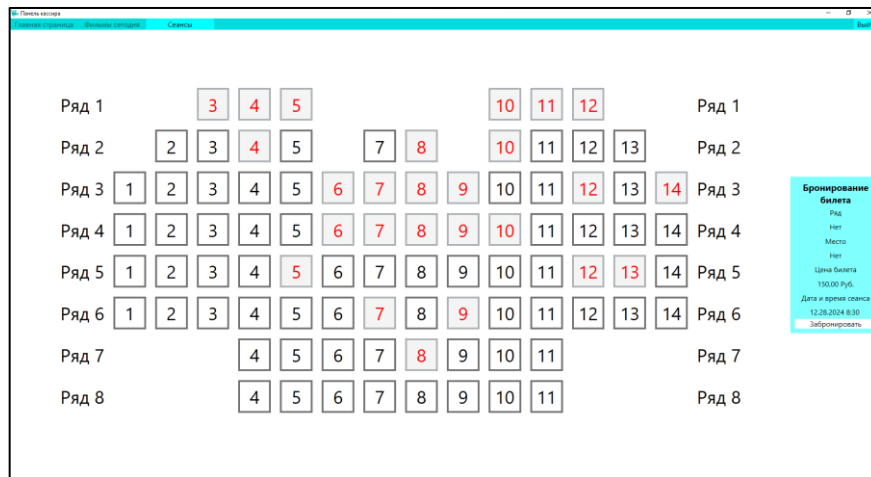 Панель кассира
Главная страница Фильмы сегодня Сеансы Вый
Ряд 1 3 4 5 10 11 12 Ряд 1
Ряд 2 2 3 4 5 7 8 10 11 12 13 Ряд 2
Ряд 3 1 2 3 4 5 6 7 8 9 10 11 12 13 14 Ряд 3
Ряд 4 1 2 3 4 5 6 7 8 9 10 11 12 13 14 Ряд 4
Ряд 5 1 2 3 4 5 6 7 8 9 10 11 12 13 14 Ряд 5
Ряд 6 1 2 3 4 5 6 7 8 9 10 11 12 13 14 Ряд 6
Ряд 7 4 5 6 7 8 9 10 11 Ряд 7
Ряд 8 4 5 6 7 8 9 10 11 Ряд 8
Бронирование
билета
Ряд
Нет
Место
Нет
Цена билета
150,00 Руб.
Дата и время сеанса
12.28.2024 8:30
Забронировать